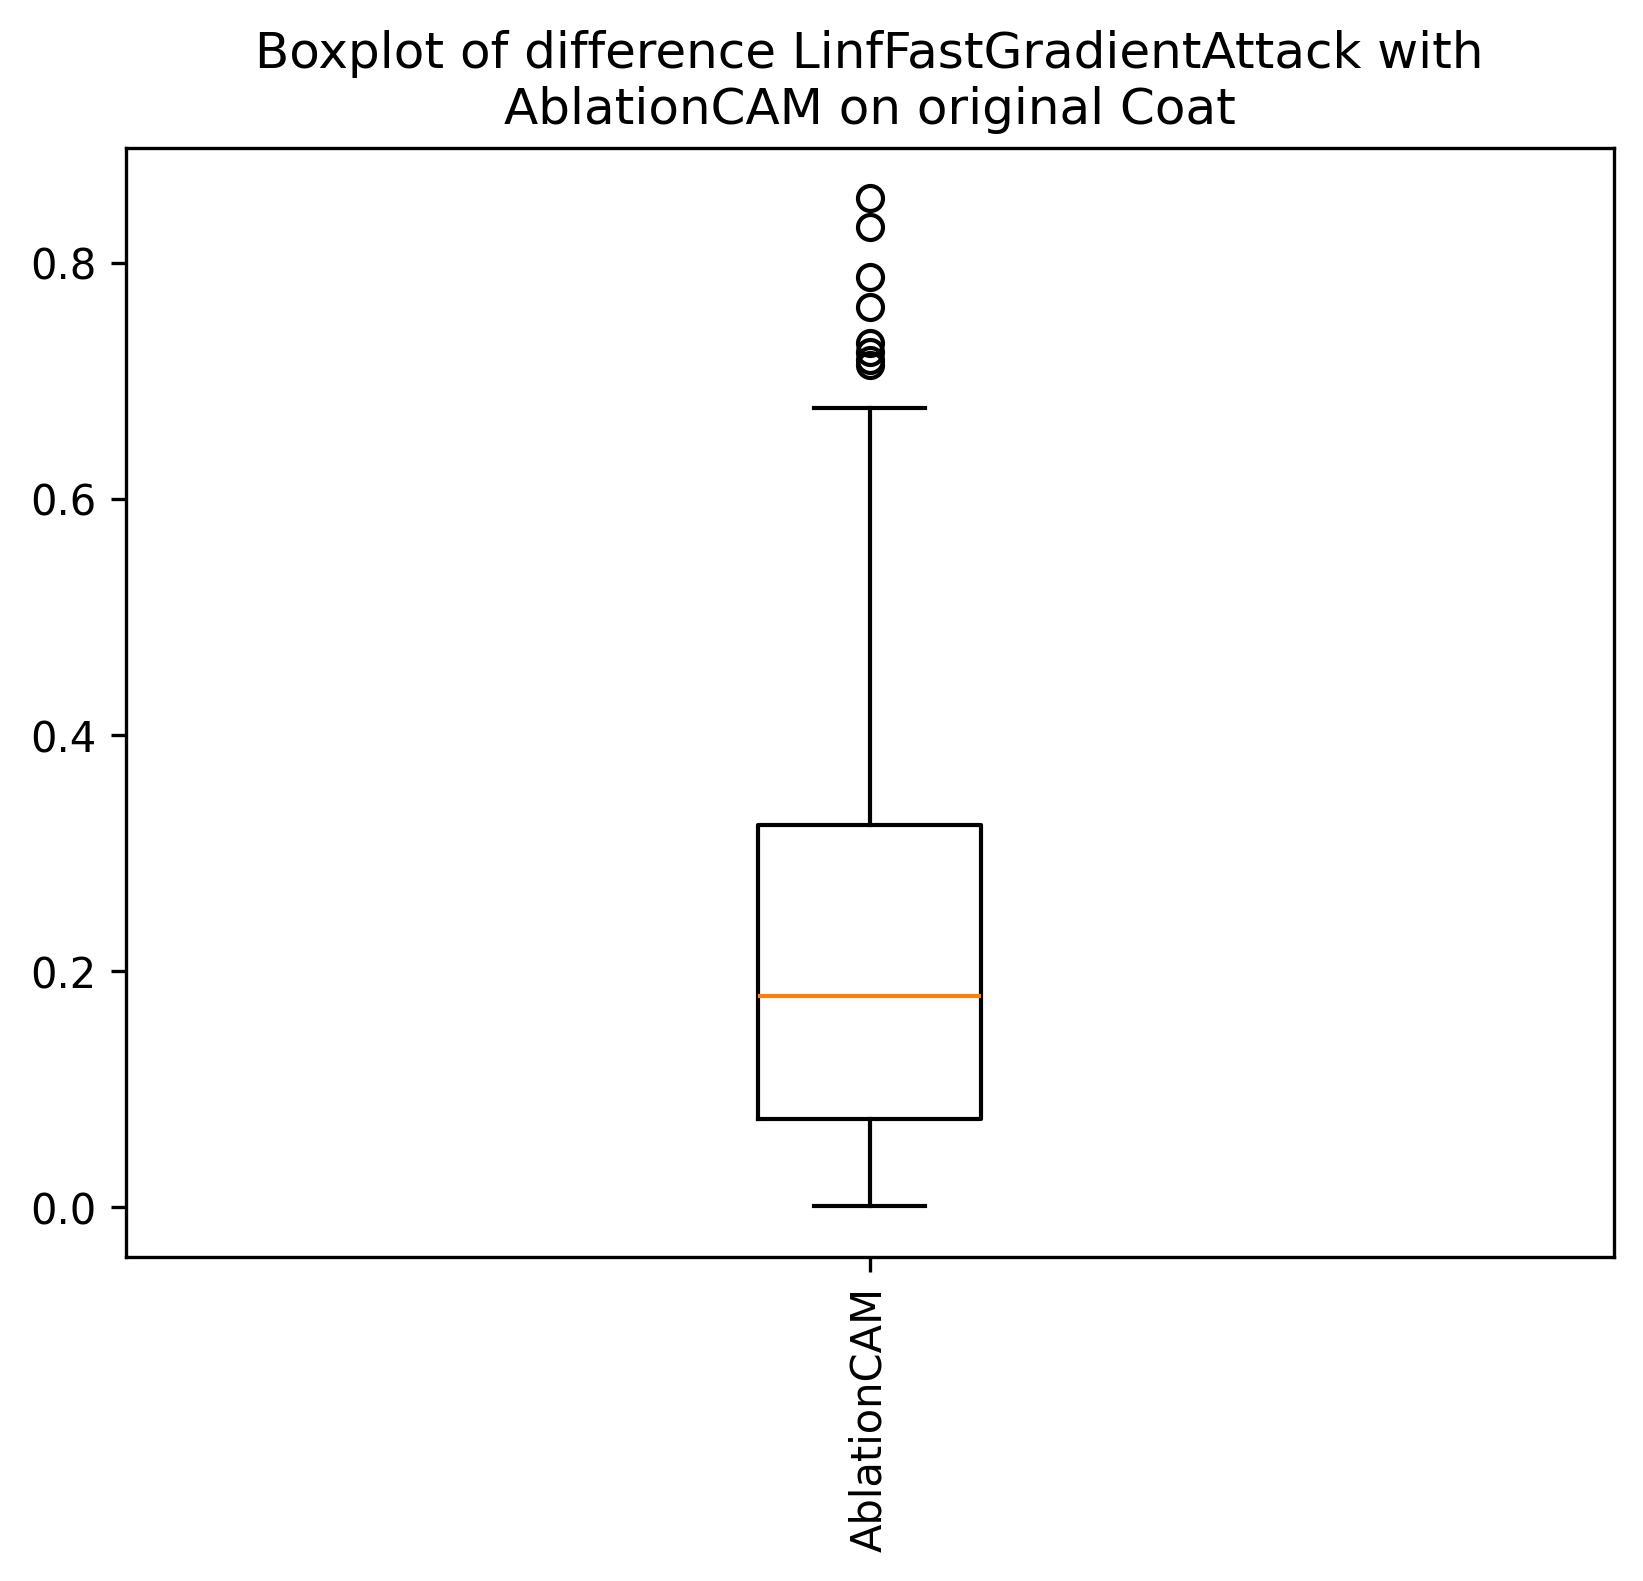 Boxplot of difference LinfFastGradientAttack with
AblationCAM on original Coat
0.8
0.6
0.4
0.2
0.0
AblationCAM